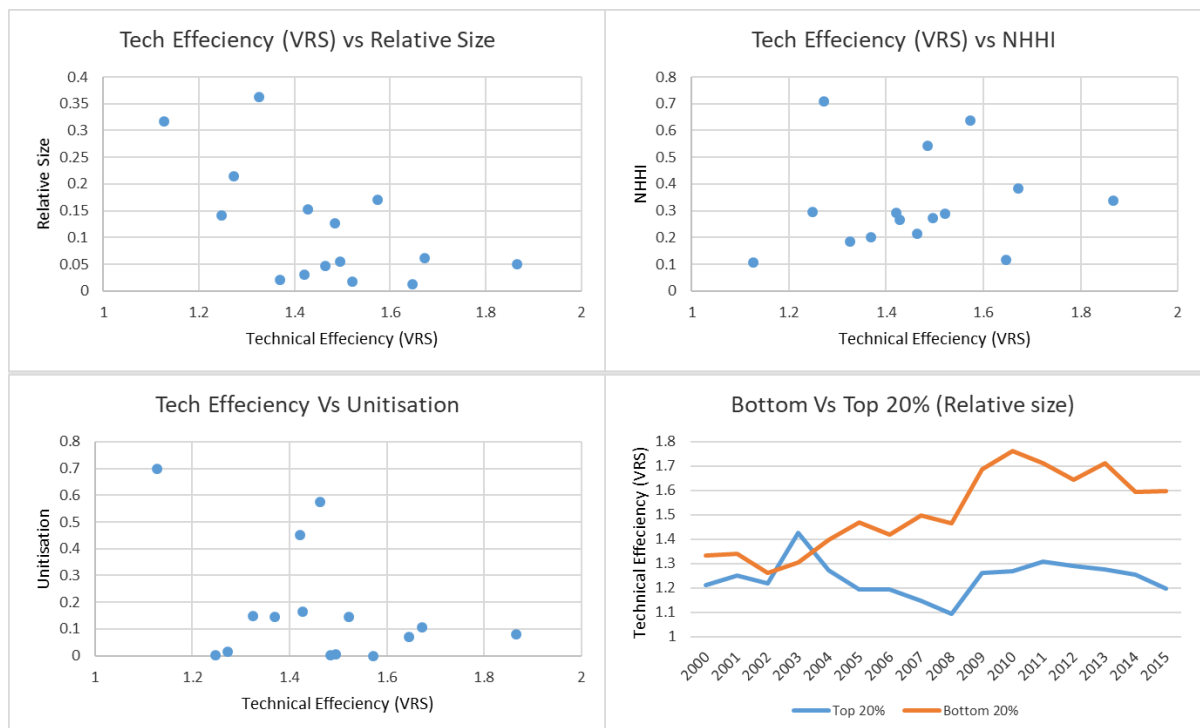 Tech Effeciency (VRS) vs Relative Size
0.4
0.35
0.3
0.25
0.2
0.15
0.1
0.05
0
Relative Size
1 1.2 1.4 1.6 1.8 2
Technical Effeciency (VRS)
Tech Effeciency (VRS) vs NHHI
0.8
0.7
0.6
0.5
0.4
0.3
0.2
0.1
0
NHHI
1 1.2 1.4 1.6 1.8 2
Technical Effeciency (VRS)
Tech Effeciency Vs Unitisation
0.8
0.7
0.6
0.5
0.4
0.3
0.2
0.1
0
Unitisation
1 1.2 1.4 1.6 1.8 2
Technical Effeciency (VRS)
Bottom Vs Top 20% (Relative size)
1.8
1.7
1.6
1.5
1.4
1.3
1.2
1.1
1
Technical Effeciency (VRS)
2000 2001 2002 2003 2004 2005 2006 2007 2008 2009 2010 2011 2012 2013 2014 2015
Top 20% Bottom 20%